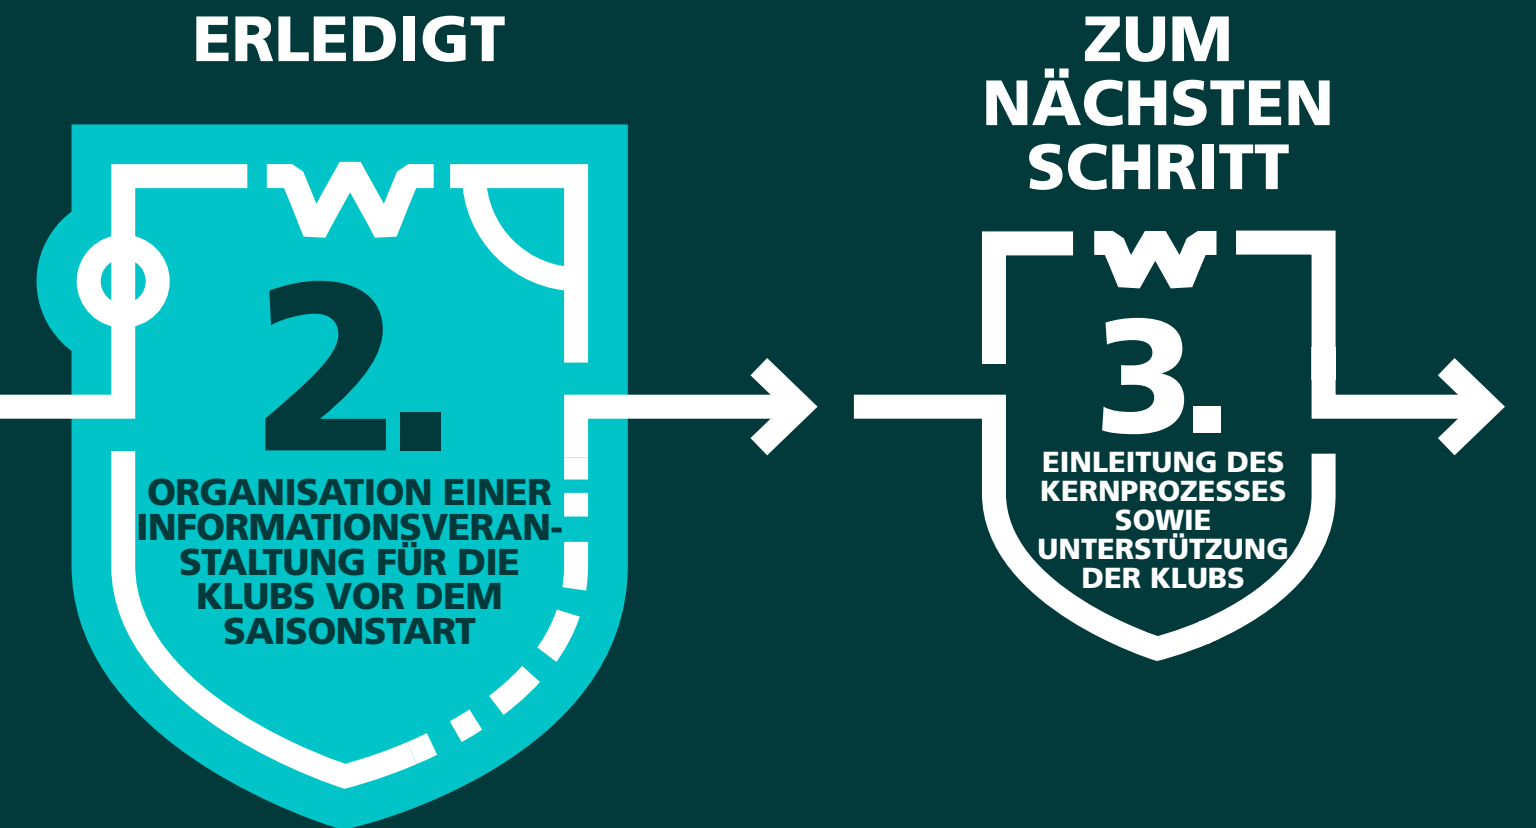 ERLEDIGT
W
2.
ORGANISATION EINER
INFORMATIONSVERAN-
STALTUNG FÜR DIE
KLUBS VOR DEM
SAISONSTART
ZUM
NÄCHSTEN
SCHRITT
W
3.
EINLEITUNG DES
KERNPROZESSES
SOWIE
UNTERSTÜTZUNG
DER KLUBS